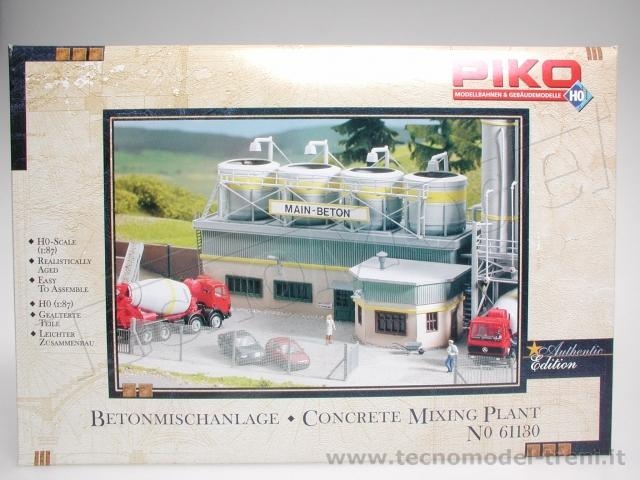 PIKO
MODELLBAHNEN & GEBÄUDEMODELLE
H0
MAIN-BETON
◆ H0-SCALE
(1:87)
◆ REALISTICALLY
AGED
◆ EASY
TO ASSEMBLE
◆ H0 (1:87)
◆ GEALTERTE
TEILE
◆ LEICHTER
ZUSAMMENBAU
Authentic
Edition
BETONMISCHANLAGE ◆ CONCRETE MIXING PLANT
NO 61130
www.tecnomodel-treni.it